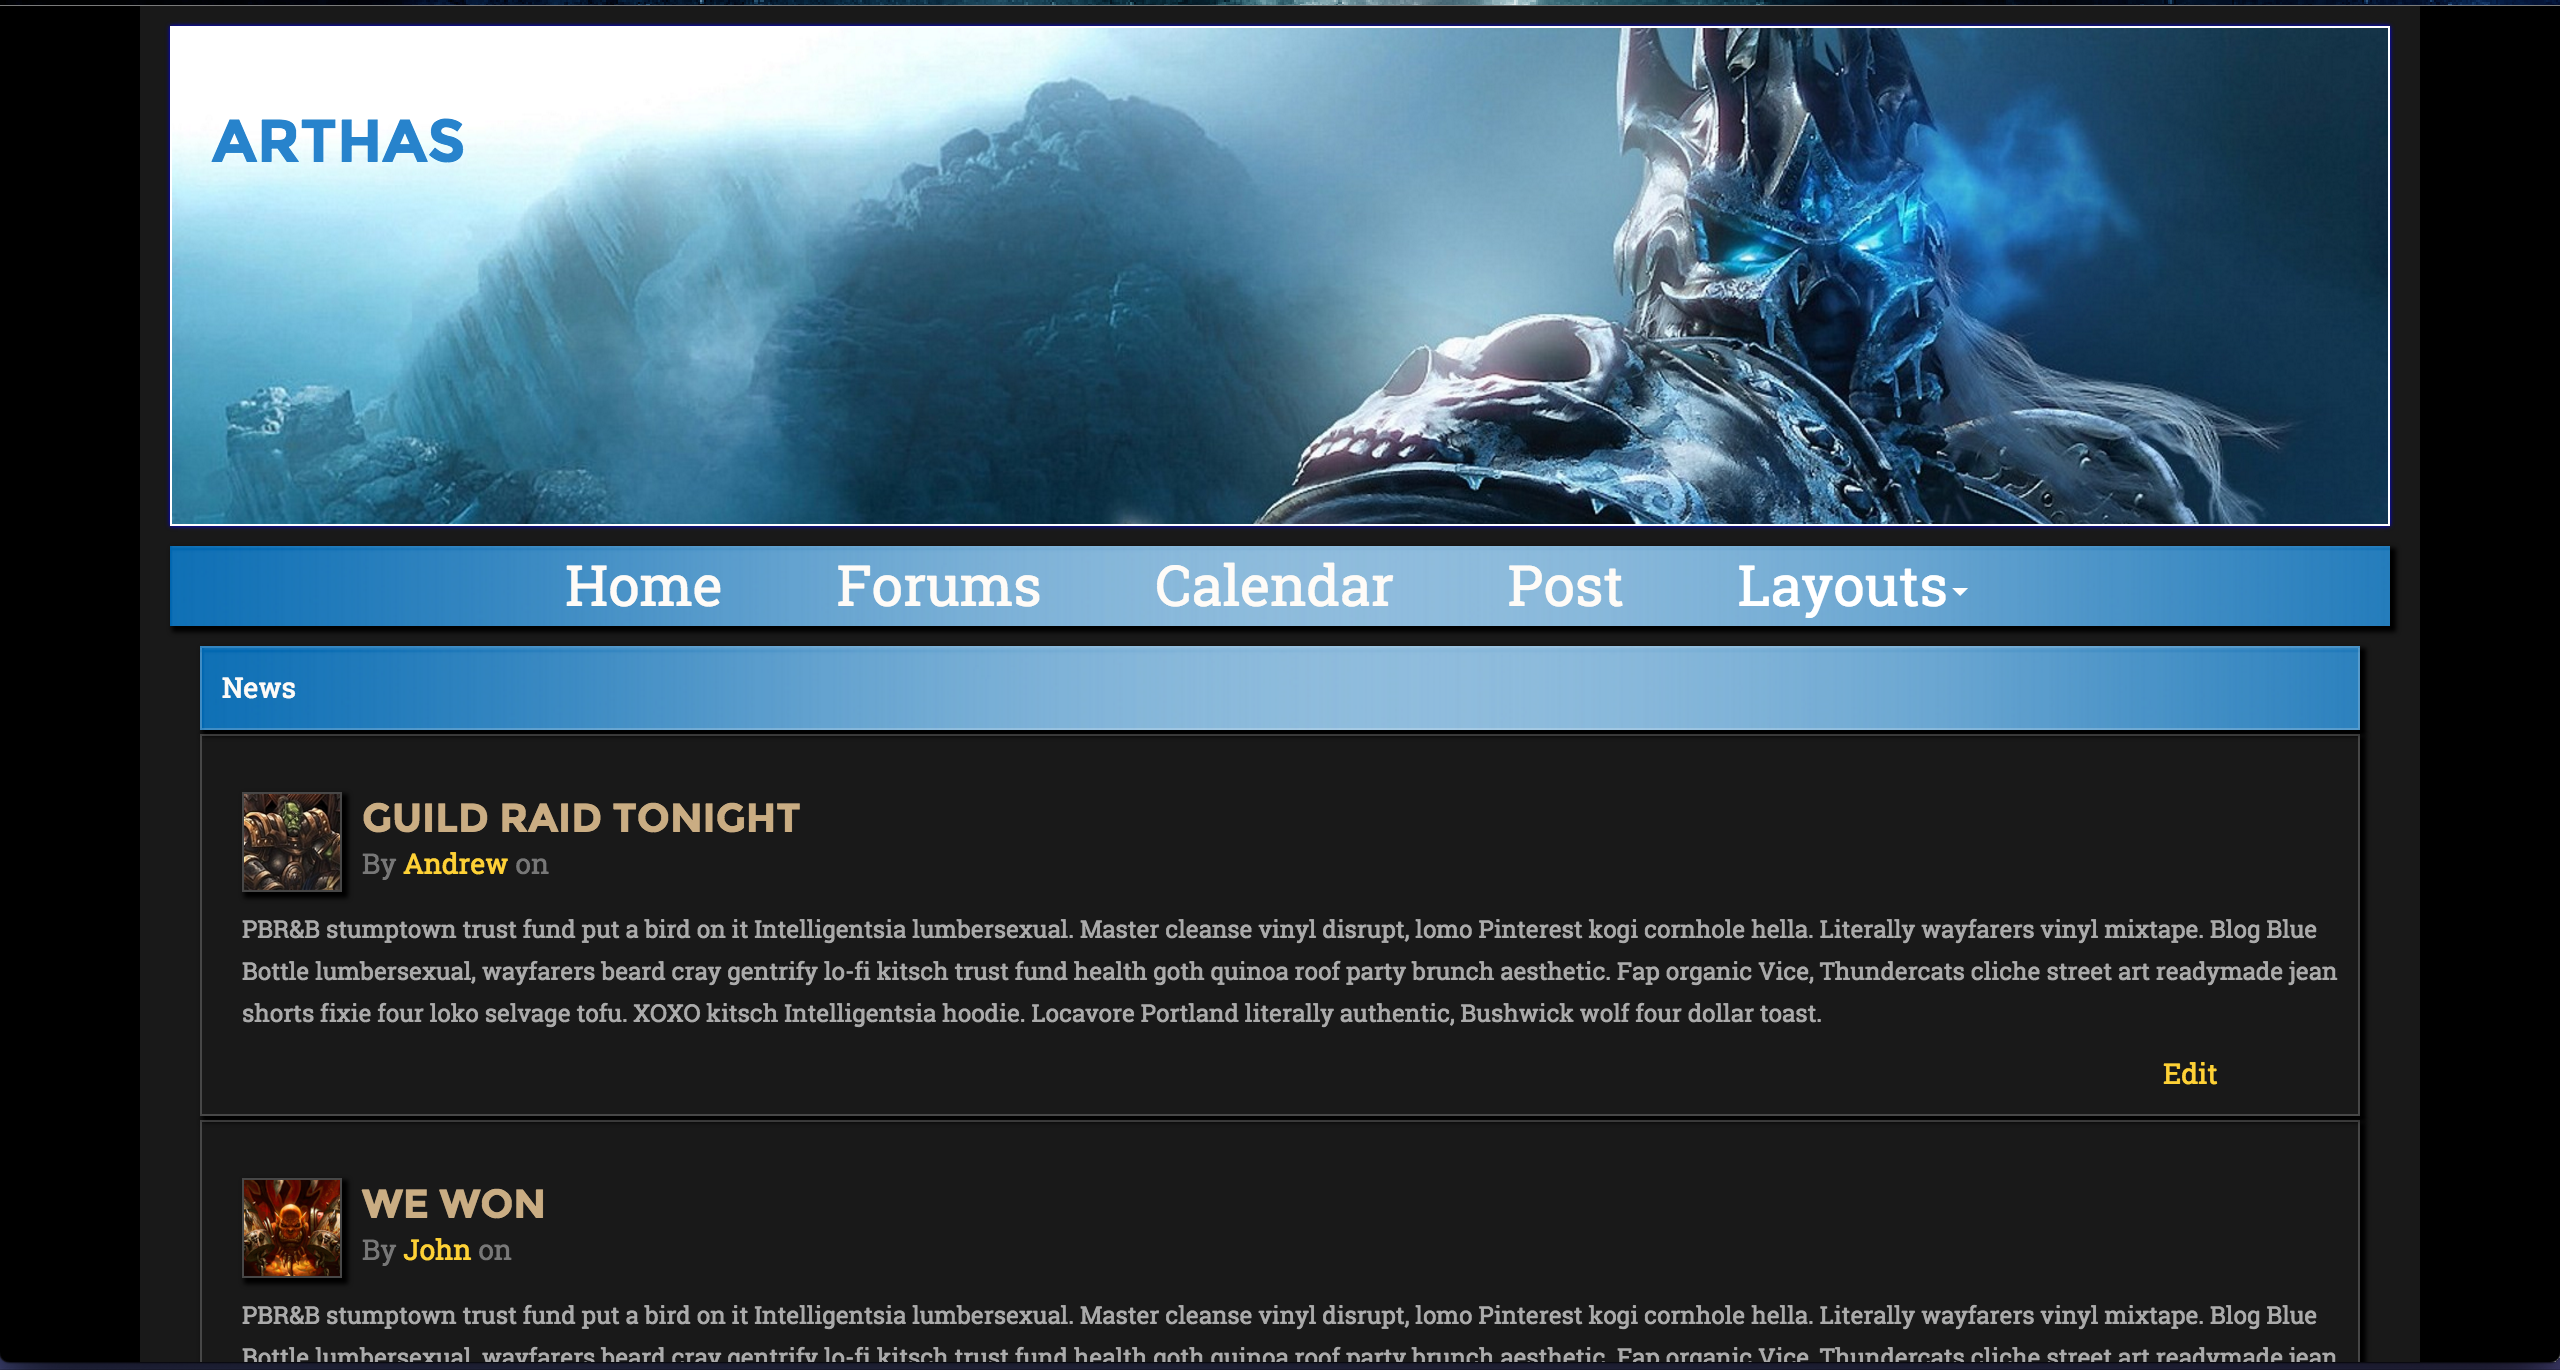 ARTHAS
Home Forums Calendar Post Layouts
News
GUILD RAID TONIGHT
By Andrew on
PBR&B stumptown trust fund put a bird on it Intelligentsia lumbersexual. Master cleanse vinyl disrupt, lomo Pinterest kogi cornhole hella. Literally wayfarers vinyl mixtape. Blog Blue
Bottle lumbersexual, wayfarers beard cray gentrify lo-fi kitsch trust fund health goth quinoa roof party brunch aesthetic. Fap organic Vice, Thundercats cliche street art readymade jean
shorts fixie four loko selvage tofu. XOXO kitsch Intelligentsia hoodie. Locavore Portland literally authentic, Bushwick wolf four dollar toast.
Edit
WE WON
By John on
PBR&B stumptown trust fund put a bird on it Intelligentsia lumbersexual. Master cleanse vinyl disrupt, lomo Pinterest kogi cornhole hella. Literally wayfarers vinyl mixtape. Blog Blue
Bottle lumbersexual, wayfarers beard cray gentrify lo-fi kitsch trust fund health goth quinoa roof party brunch aesthetic. Fap organic Vice, Thundercats cliche street art readymade jean